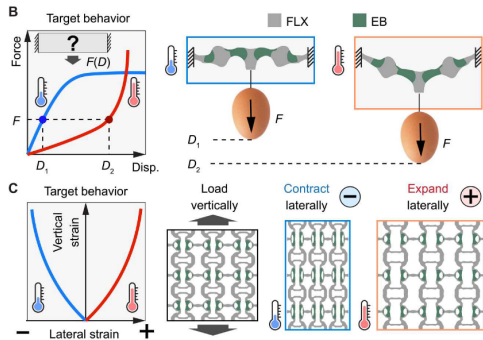 B
Target behavior
FLX
EB
Force
?
F(D)
F
D1
D2
Disp.
F
D1
D2
F
C
Target behavior
Vertical
strain
Lateral strain
−
+
Load
vertically
Contract
laterally
−
Expand
laterally
+